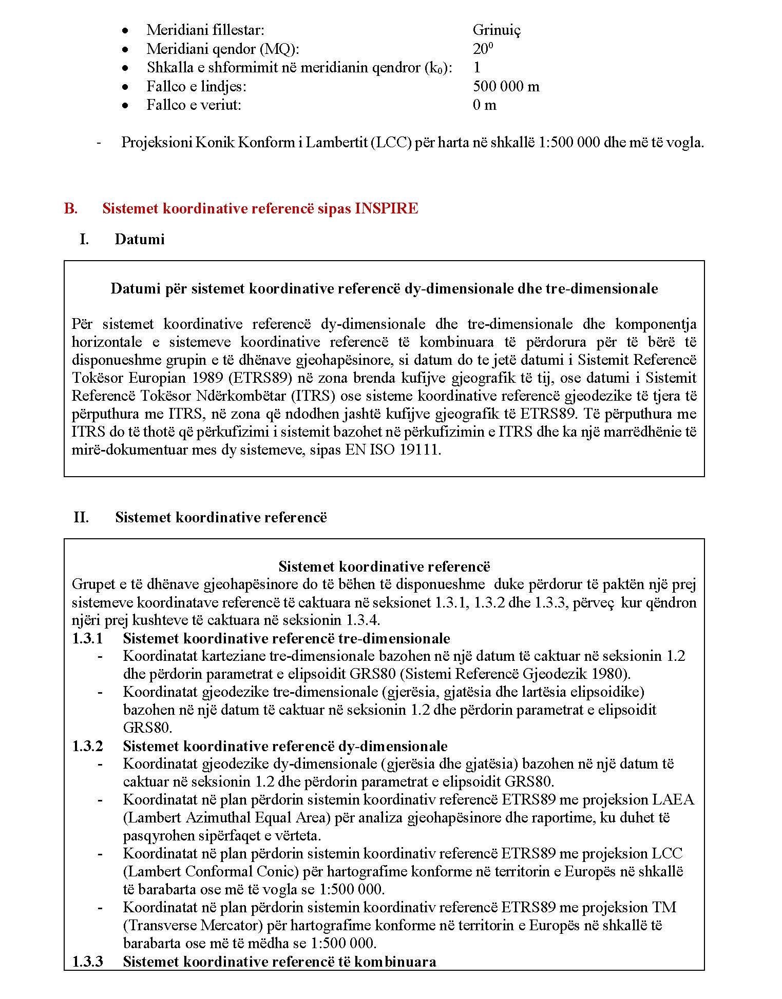 • Meridiani fillestar: Grinuiç
• Meridiani qendor (MQ): 20⁰
• Shkalla e shformimit në meridianin qendror (k₀): 1
• Fallco e lindjes: 500 000 m
• Fallco e veriut: 0 m
- Projeksioni Konik Konform i Lambertit (LCC) për harta në shkallë 1:500 000 dhe më të vogla.
B. Sistemet koordinative referencë sipas INSPIRE
I. Datumi
Datumi për sistemet koordinative referencë dy-dimensionale dhe tre-dimensionale
Për sistemet koordinative referencë dy-dimensionale dhe tre-dimensionale dhe komponentja
horizontale e sistemeve koordinative referencë të kombinuara të përdorura për të bërë të
disponueshme grupin e të dhënave gjeohapësinore, si datum do te jetë datumi i Sistemit Referencë
Tokësor Europian 1989 (ETRS89) në zona brenda kufijve gjeografik të tij, ose datumi i Sistemit
Referencë Tokësor Ndërkombëtar (ITRS) ose sisteme koordinative referencë gjeodezike të tjera të
përputhura me ITRS, në zona që ndodhen jashtë kufijve gjeografik të ETRS89. Të përputhura me
ITRS do të thotë që përkufizimi i sistemit bazohet në përkufizimin e ITRS dhe ka një marrëdhënie të
mirë-dokumentuar mes dy sistemeve, sipas EN ISO 19111.
II. Sistemet koordinative referencë
Sistemet koordinative referencë
Grupet e të dhënave gjeohapësinore do të bëhen të disponueshme duke përdorur të paktën një prej
sistemeve koordinatave referencë të caktuara në seksionet 1.3.1, 1.3.2 dhe 1.3.3, përveç kur qëndron
njëri prej kushteve të caktuara në seksionin 1.3.4.
1.3.1 Sistemet koordinative referencë tre-dimensionale
- Koordinatat karteziane tre-dimensionale bazohen në një datum të caktuar në seksionin 1.2
dhe përdorin parametrat e elipsoidit GRS80 (Sistemi Referencë Gjeodezik 1980).
- Koordinatat gjeodezike tre-dimensionale (gjerësia, gjatësia dhe lartësia elipsoidike)
bazohen në një datum të caktuar në seksionin 1.2 dhe përdorin parametrat e elipsoidit
GRS80.
1.3.2 Sistemet koordinative referencë dy-dimensionale
- Koordinatat gjeodezike dy-dimensionale (gjerësia dhe gjatësia) bazohen në një datum të
caktuar në seksionin 1.2 dhe përdorin parametrat e elipsoidit GRS80.
- Koordinatat në plan përdorin sistemin koordinativ referencë ETRS89 me projeksion LAEA
(Lambert Azimuthal Equal Area) për analiza gjeohapësinore dhe raportime, ku duhet të
pasqyrohen sipërfaqet e vërteta.
- Koordinatat në plan përdorin sistemin koordinativ referencë ETRS89 me projeksion LCC
(Lambert Conformal Conic) për hartografime konforme në territorin e Europës në shkallë
të barabarta ose më të vogla se 1:500 000.
- Koordinatat në plan përdorin sistemin koordinativ referencë ETRS89 me projeksion TM
(Transverse Mercator) për hartografime konforme në territorin e Europës në shkallë të
barabarta ose më të mëdha se 1:500 000.
1.3.3 Sistemet koordinative referencë të kombinuara